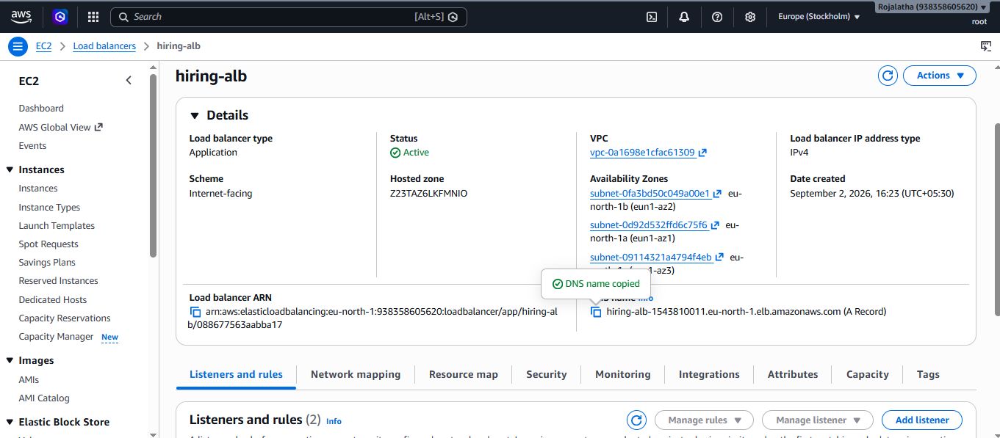 aws
Search [Alt+S]
Europe (Stockholm) ▼
Rojalatha (938358605620) ▼
root
EC2 > Load balancers > hiring-alb
EC2
Dashboard
AWS Global View
Events
Instances
Instances
Instance Types
Launch Templates
Spot Requests
Savings Plans
Reserved Instances
Dedicated Hosts
Capacity Reservations
Capacity Manager New
Images
AMIs
AMI Catalog
Elastic Block Store
hiring-alb
Actions ▼
Details
Load balancer type
Application
Scheme
Internet-facing
Status
Active
Hosted zone
Z23TAZ6LKFMNIO
VPC
vpc-0a1698e1cfac61309
Availability Zones
subnet-0fa3bd50c049a00e1 eu-
north-1b (eun1-az2)
subnet-0d92d532ffd6c75f6 eu-
north-1a (eun1-az1)
subnet-09114321a4794f4eb eu-
-az3)
Load balancer IP address type
IPv4
Date created
September 2, 2026, 16:23 (UTC+05:30)
DNS name copied
Load balancer ARN
arn:aws:elasticloadbalancing:eu-north-1:938358605620:loadbalancer/app/hiring-al
b/088677563aabba17
name Info
hiring-alb-1543810011.eu-north-1.elb.amazonaws.com (A Record)
Listeners and rules
Network mapping
Resource map
Security
Monitoring
Integrations
Attributes
Capacity
Tags
Listeners and rules (2) Info
Manage rules ▼
Manage listener ▼
Add listener